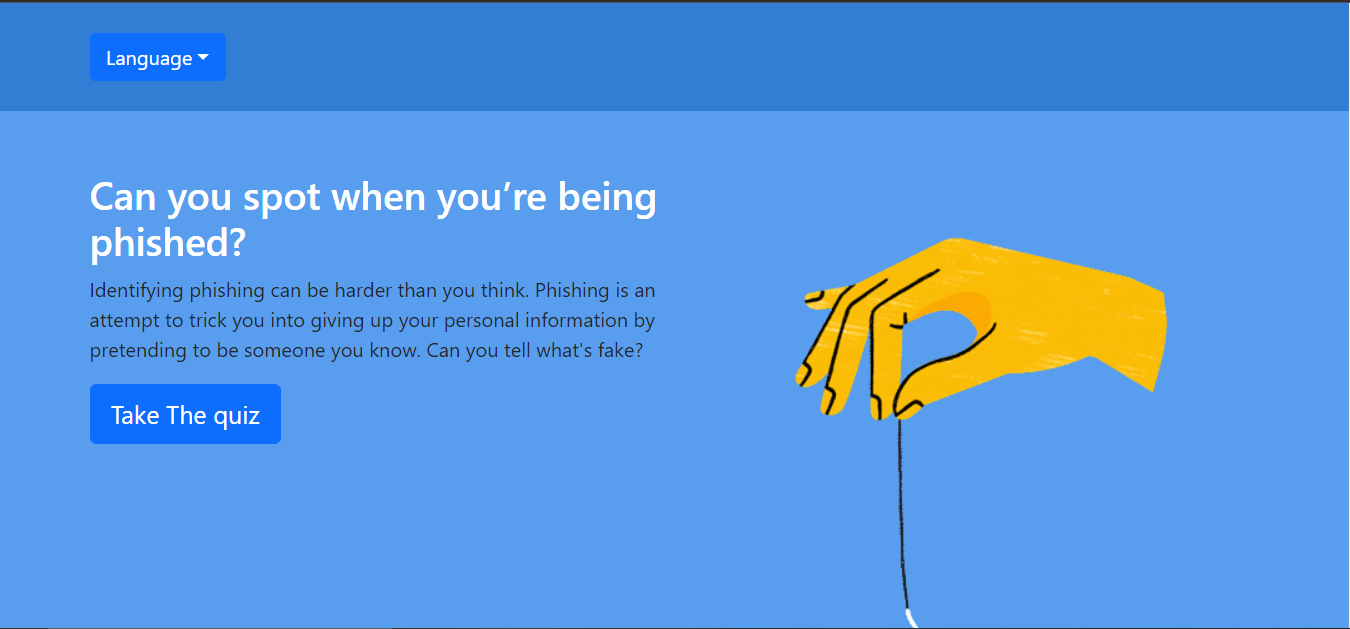 Language
Can you spot when you’re being
phished?
Identifying phishing can be harder than you think. Phishing is an
attempt to trick you into giving up your personal information by
pretending to be someone you know. Can you tell what's fake?
Take The quiz